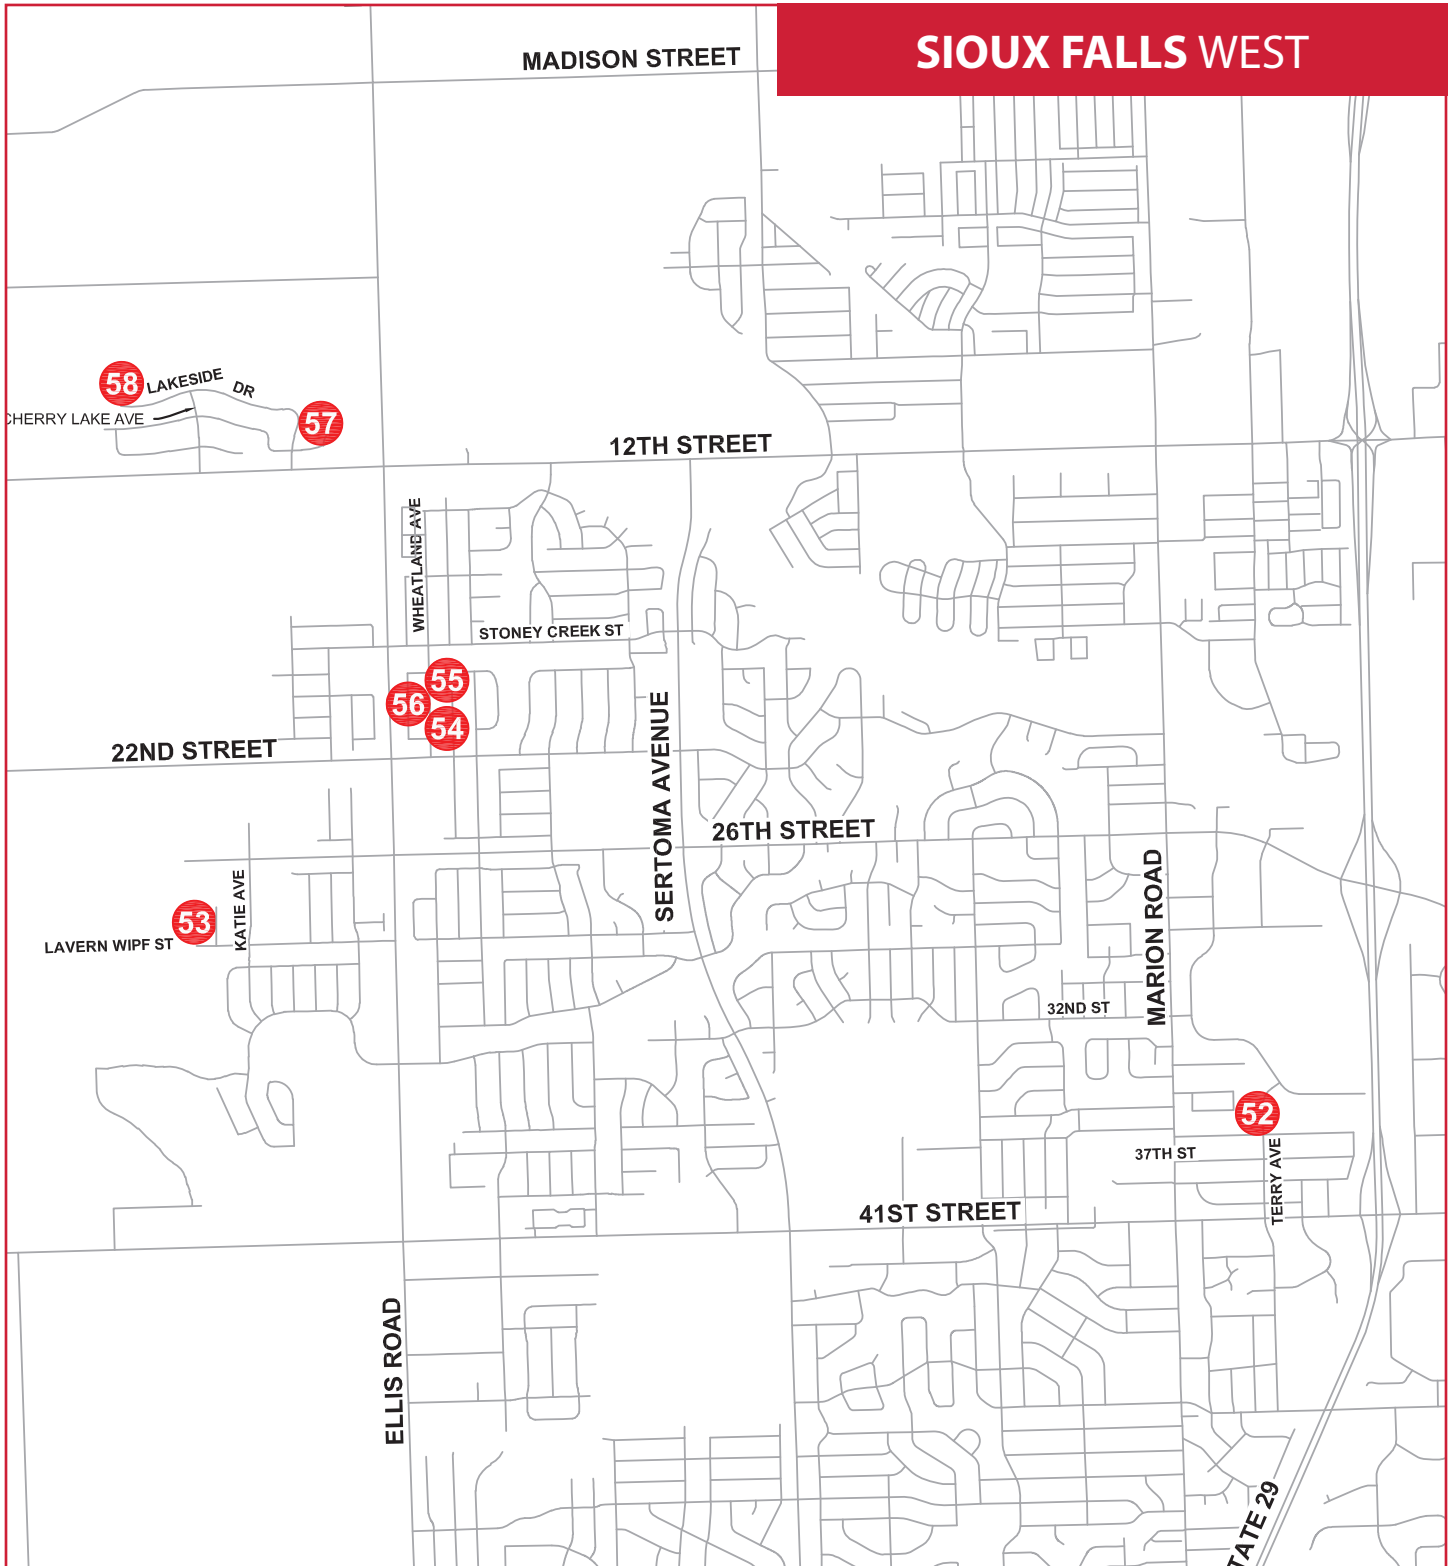 SIOUX FALLS WEST
MADISON STREET
58
LAKESIDE DR
CHERRY LAKE AVE
57
12TH STREET
WHEATLAND AVE
STONEY CREEK ST
55
56
54
22ND STREET
SERTOMA AVENUE
26TH STREET
MARION ROAD
KATIE AVE
53
LAVERN WIPF ST
32ND ST
52
37TH ST
TERRY AVE
41ST STREET
ELLIS ROAD
TATE 29